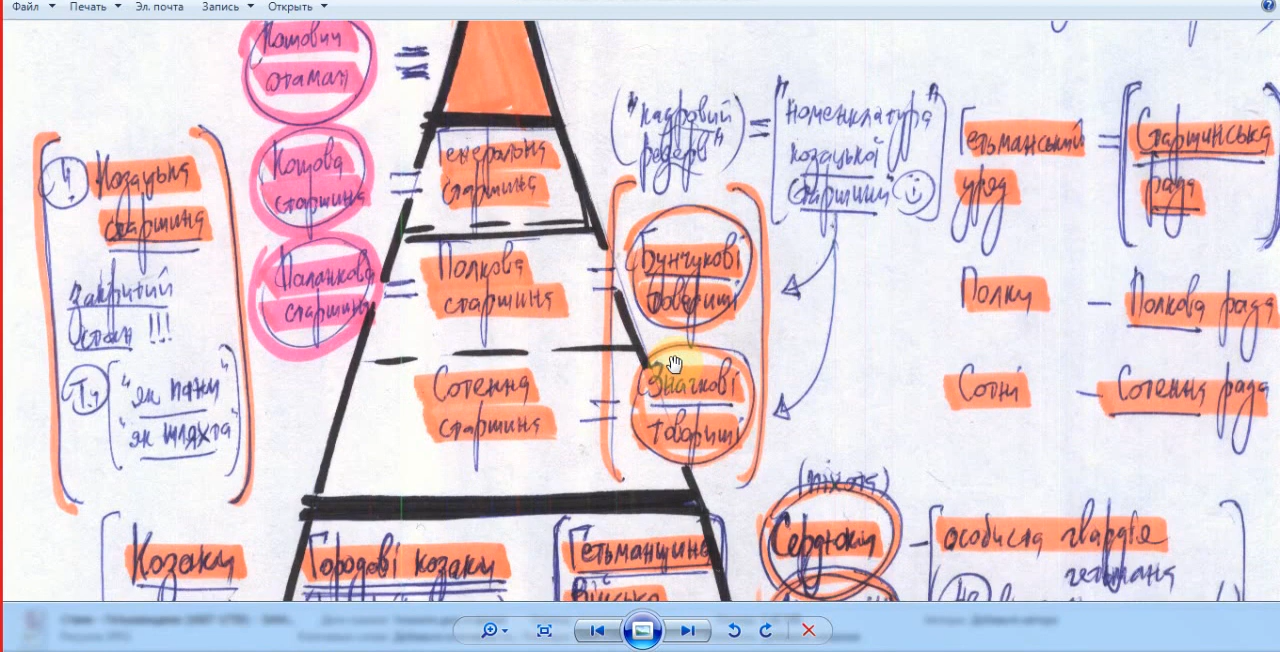 Файл
Печать
Эл. почта
Запись
Открыть
Кошовий
отаман
=
Кошова
старшина
=
Паланкова
старшина
=
Козацька
старшина
закритий
стан !!!
"як пани"
"як шляхта"
Генеральна
старшина
Полкова
старшина
=
Сотенна
старшина
=
("кадровий
резерв")
=
["номенклатура
козацької
старшини"]
Бунчукові
товариші
Значкові
товариші
Гетьманський
уряд
=
[Старшинська
рада]
Полки
–
Полкова рада
Сотні
–
Сотенна рада
Козаки
Городові козаки
Гетьманщина
Військо
(піхота)
Сердюки
–
особиста гвардія
гетьмана